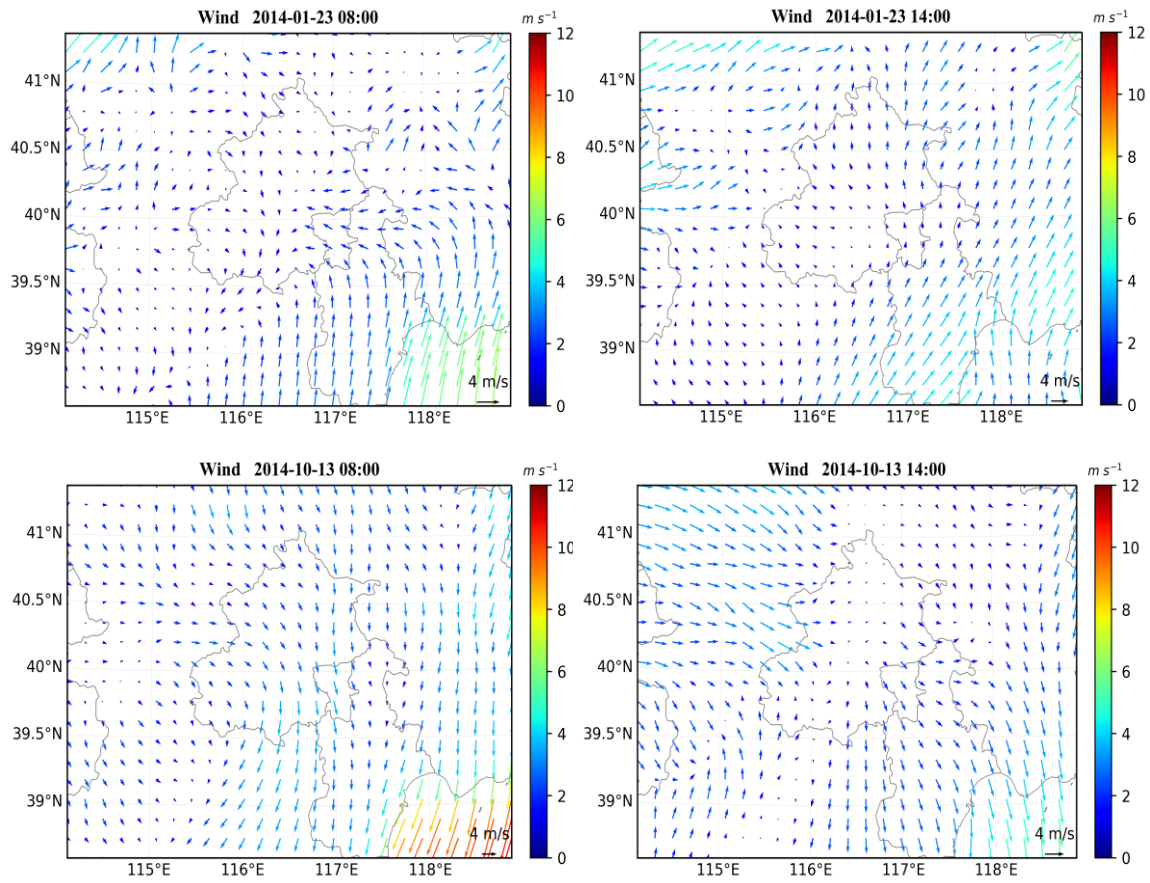 Wind 2014-01-23 08:00
m s⁻¹
41°N
40.5°N
40°N
39.5°N
39°N
115°E 116°E 117°E 118°E
4 m/s
12
10
8
6
4
2
0
Wind 2014-01-23 14:00
m s⁻¹
41°N
40.5°N
40°N
39.5°N
39°N
115°E 116°E 117°E 118°E
4 m/s
12
10
8
6
4
2
0
Wind 2014-10-13 08:00
m s⁻¹
41°N
40.5°N
40°N
39.5°N
39°N
115°E 116°E 117°E 118°E
4 m/s
12
10
8
6
4
2
0
Wind 2014-10-13 14:00
m s⁻¹
41°N
40.5°N
40°N
39.5°N
39°N
115°E 116°E 117°E 118°E
4 m/s
12
10
8
6
4
2
0